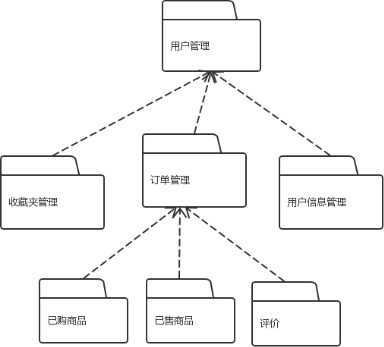 用户管理
订单管理
收藏夹管理
用户信息管理
已购商品
已售商品
评价